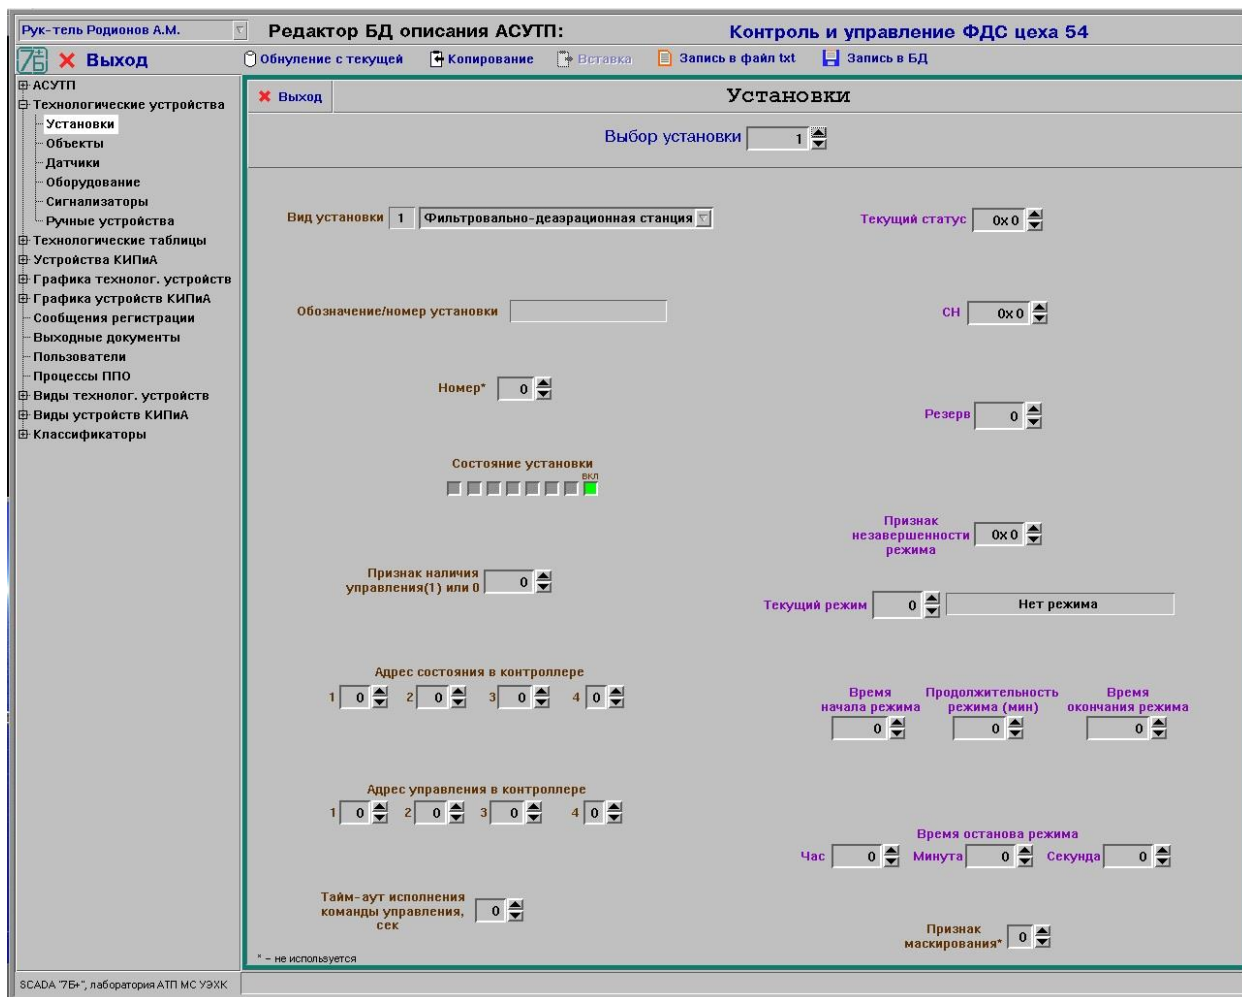 Рук-тель Родионов А.М.
Редактор БД описания АСУТП:
Контроль и управление ФДС цеха 54
7Б Выход
Обнуление с текущей
Копирование
Вставка
Запись в файл txt
Запись в БД
АСУТП
Технологические устройства
Установки
Объекты
Датчики
Оборудование
Сигнализаторы
Ручные устройства
Технологические таблицы
Устройства КИПиА
Графика технолог. устройств
Графика устройств КИПиА
Сообщения регистрации
Выходные документы
Пользователи
Процессы ППО
Виды технолог. устройств
Виды устройств КИПиА
Классификаторы
Выход
Установки
Выбор установки 1
Вид установки 1 Фильтровально-деаэрационная станция
Текущий статус 0x 0
Обозначение/номер установки
СН 0x 0
Номер* 0
Резерв 0
Состояние установки
вкл
Признак
незавершенности 0x 0
режима
Признак наличия
управления(1) или 0 0
Текущий режим 0 Нет режима
Адрес состояния в контроллере
1 0 2 0 3 0 4 0
Время
начала режима
0
Продолжительность
режима (мин)
0
Время
окончания режима
0
Адрес управления в контроллере
1 0 2 0 3 0 4 0
Время останова режима
Час 0 Минута 0 Секунда 0
Тайм-аут исполнения
команды управления, 0
сек
Признак
маскирования* 0
* - не используется
SCADA "7Б+", лаборатория АТП МС УЭХК